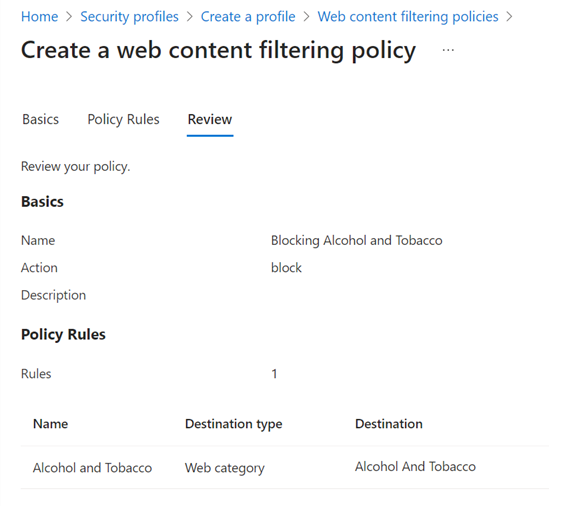 Home > Security profiles > Create a profile > Web content filtering policies >
Create a web content filtering policy ...
Basics Policy Rules Review
Review your policy.
Basics
Name Blocking Alcohol and Tobacco
Action block
Description
Policy Rules
Rules 1
Name Destination type Destination
Alcohol and Tobacco Web category Alcohol And Tobacco